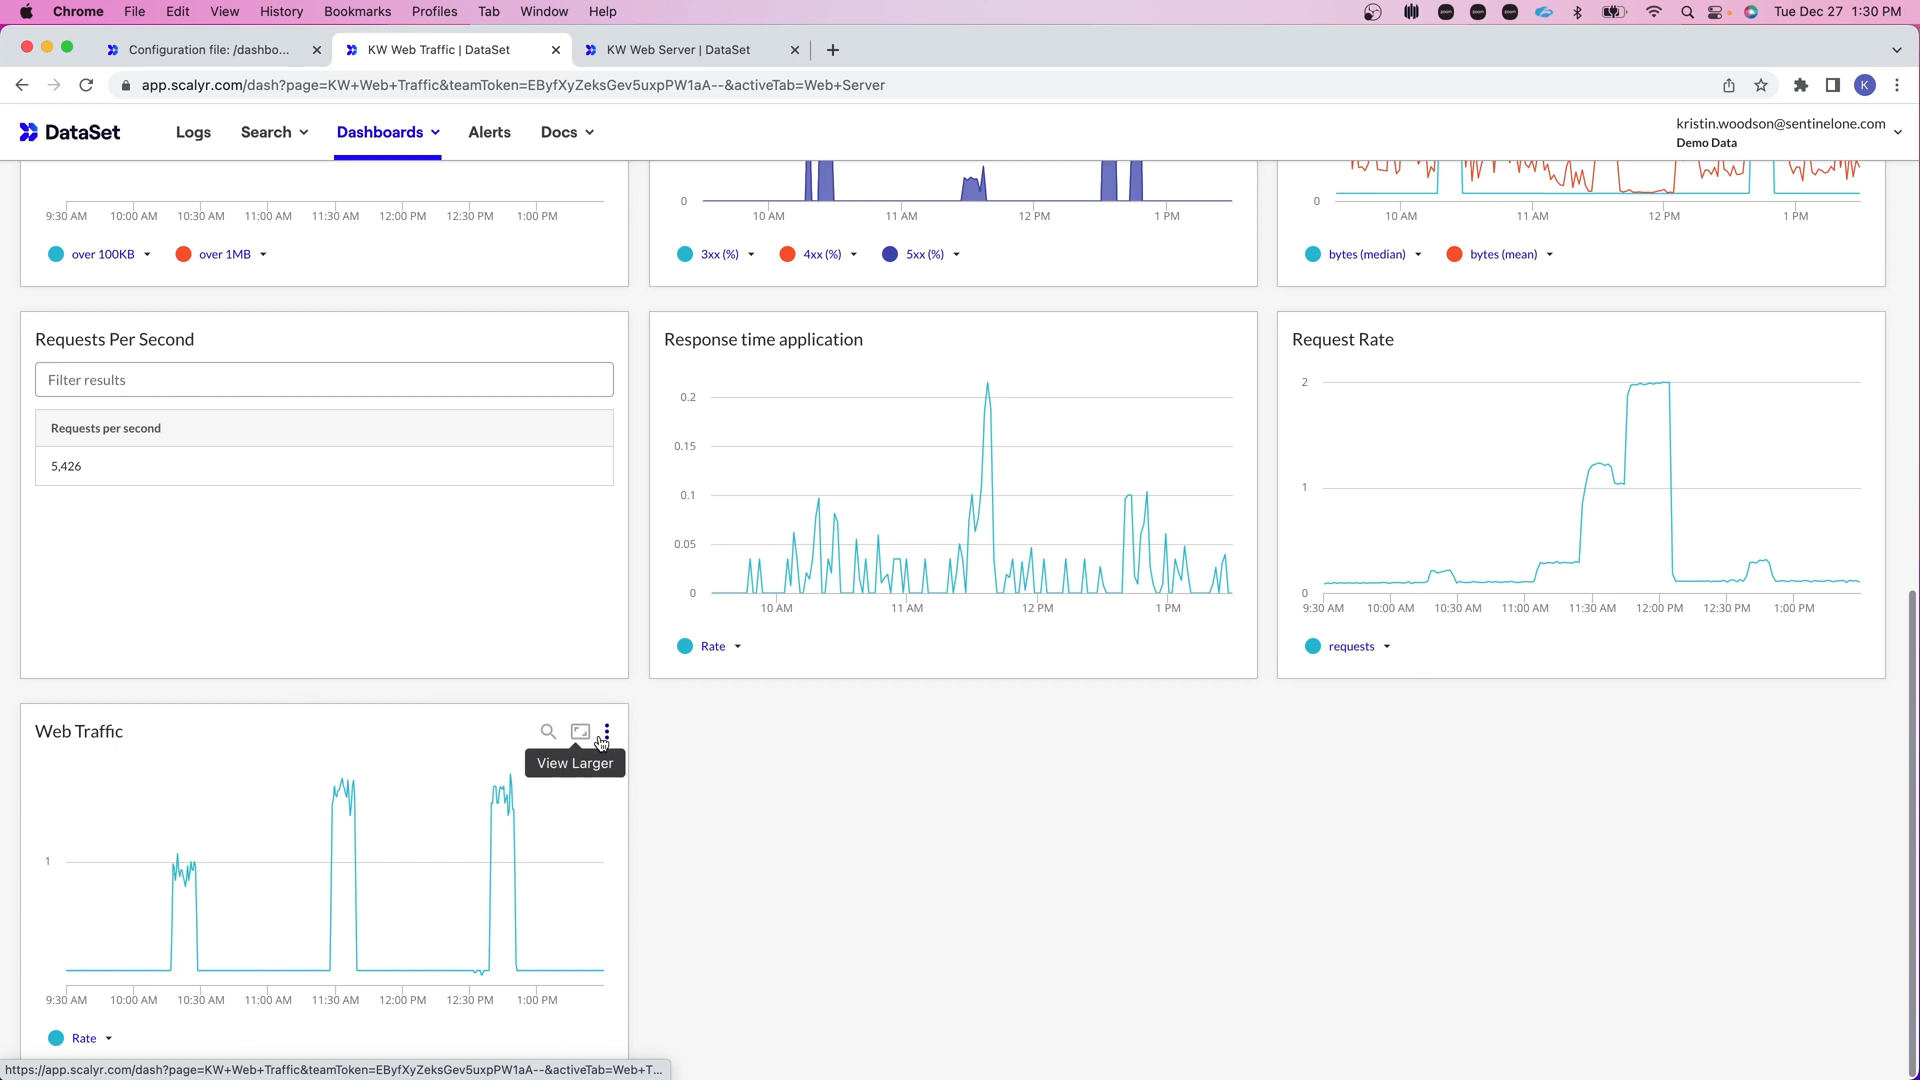 Chrome File Edit View History Bookmarks Profiles Tab Window Help
zoom zoom zoom
Tue Dec 27 1:30 PM
Configuration file: /dashbo...
KW Web Traffic | DataSet
KW Web Server | DataSet
app.scalyr.com/dash?page=KW+Web+Traffic&teamToken=EByfXyZeksGev5uxpPW1aA--&activeTab=Web+Server
K
DataSet Logs Search Dashboards Alerts Docs
kristin.woodson@sentinelone.com
Demo Data
9:30 AM 10:00 AM 10:30 AM 11:00 AM 11:30 AM 12:00 PM 12:30 PM 1:00 PM
over 100KB over 1MB
0
10 AM 11 AM 12 PM 1 PM
3xx (%) 4xx (%) 5xx (%)
0
10 AM 11 AM 12 PM 1 PM
bytes (median) bytes (mean)
Requests Per Second
Filter results
Requests per second
5,426
Response time application
0.2
0.15
0.1
0.05
0
10 AM 11 AM 12 PM 1 PM
Rate
Request Rate
2
1
0
9:30 AM 10:00 AM 10:30 AM 11:00 AM 11:30 AM 12:00 PM 12:30 PM 1:00 PM
requests
Web Traffic
View Larger
1
9:30 AM 10:00 AM 10:30 AM 11:00 AM 11:30 AM 12:00 PM 12:30 PM 1:00 PM
Rate
https://app.scalyr.com/dash?page=KW+Web+Traffic&teamToken=EByfXyZeksGev5uxpPW1aA--&activeTab=Web+T...